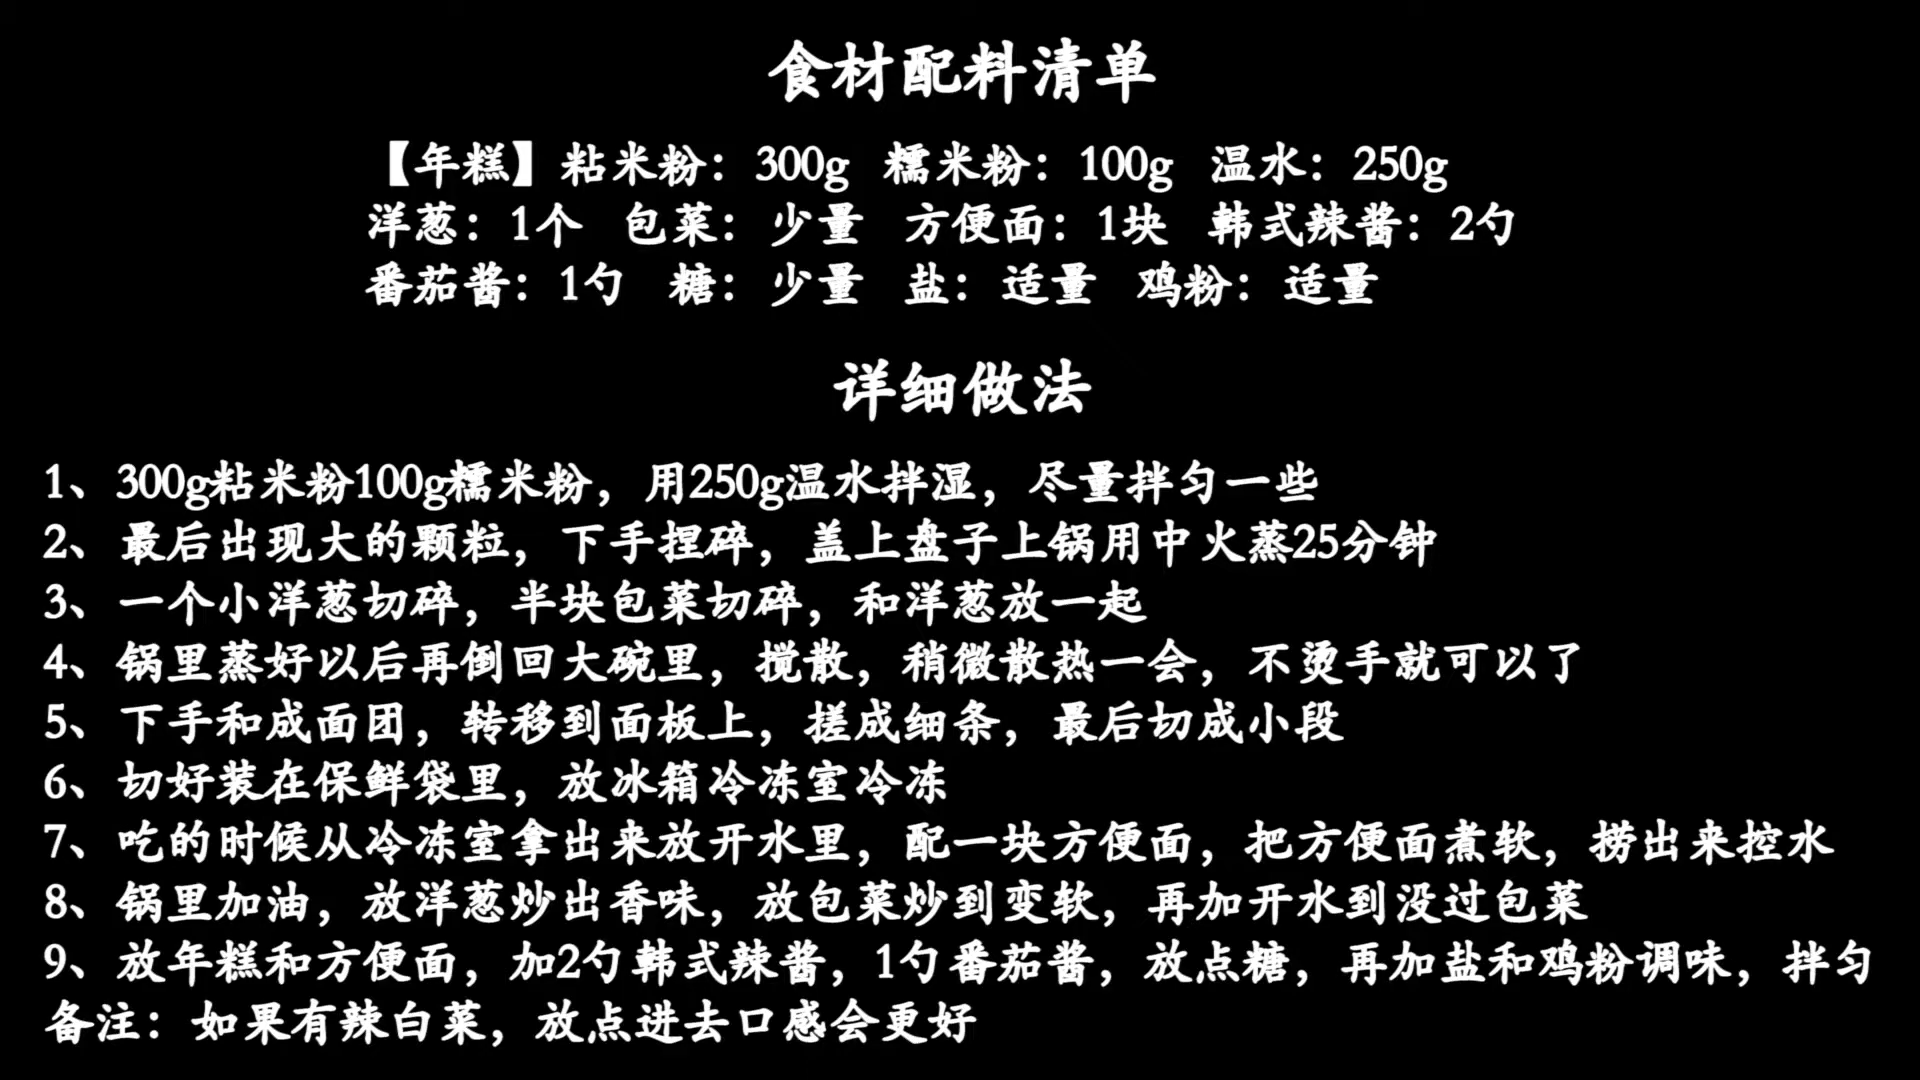 食材配料清单
【年糕】粘米粉：300g 糯米粉：100g 温水：250g
洋葱：1个 包菜：少量 方便面：1块 韩式辣酱：2勺
番茄酱：1勺 糖：少量 盐：适量 鸡粉：适量
详细做法
1、300g粘米粉100g糯米粉，用250g温水拌湿，尽量拌匀一些
2、最后出现大的颗粒，下手捏碎，盖上盘子上锅用中火蒸25分钟
3、一个小洋葱切碎，半块包菜切碎，和洋葱放一起
4、锅里蒸好以后再倒回大碗里，搅散，稍微散热一会，不烫手就可以了
5、下手和成面团，转移到面板上，搓成细条，最后切成小段
6、切好装在保鲜袋里，放冰箱冷冻室冷冻
7、吃的时候从冷冻室拿出来放开水里，配一块方便面，把方便面煮软，捞出来控水
8、锅里加油，放洋葱炒出香味，放包菜炒到变软，再加开水到没过包菜
9、放年糕和方便面，加2勺韩式辣酱，1勺番茄酱，放点糖，再加盐和鸡粉调味，拌匀
备注：如果有辣白菜，放点进去口感会更好